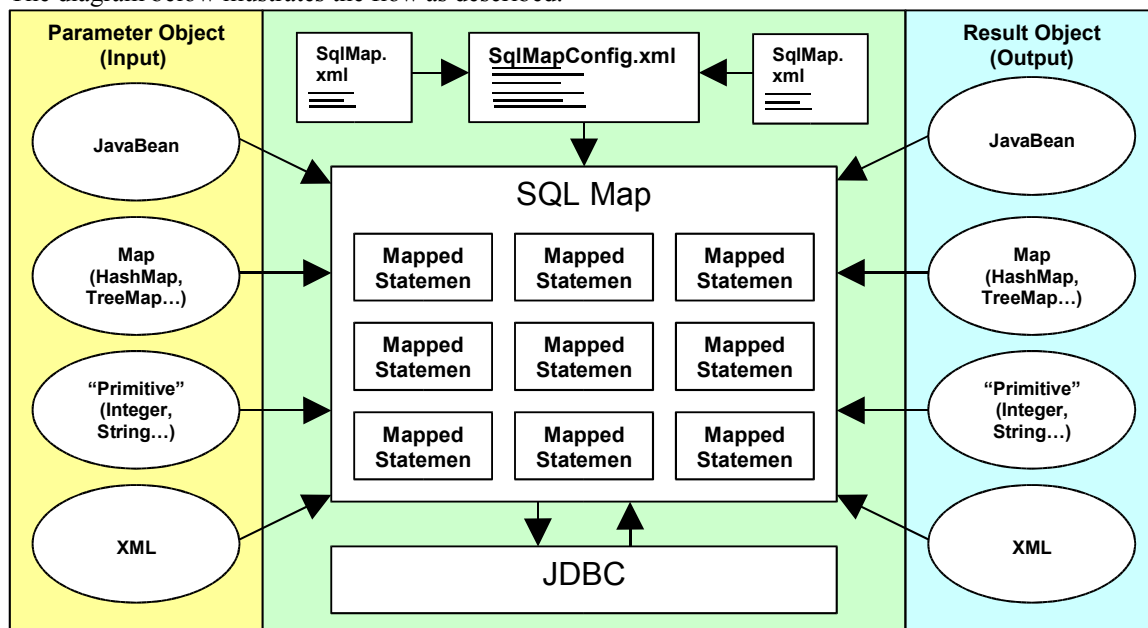 The diagram below illustrates the flow as described.
Parameter Object
(Input)
JavaBean
Map
(HashMap,
TreeMap…)
“Primitive”
(Integer,
String…)
XML
SqlMap.
xml
SqlMapConfig.xml
SqlMap.
xml
SQL Map
Mapped
Statemen
Mapped
Statemen
Mapped
Statemen
Mapped
Statemen
Mapped
Statemen
Mapped
Statemen
Mapped
Statemen
Mapped
Statemen
Mapped
Statemen
JDBC
Result Object
(Output)
JavaBean
Map
(HashMap,
TreeMap…)
“Primitive”
(Integer,
String…)
XML